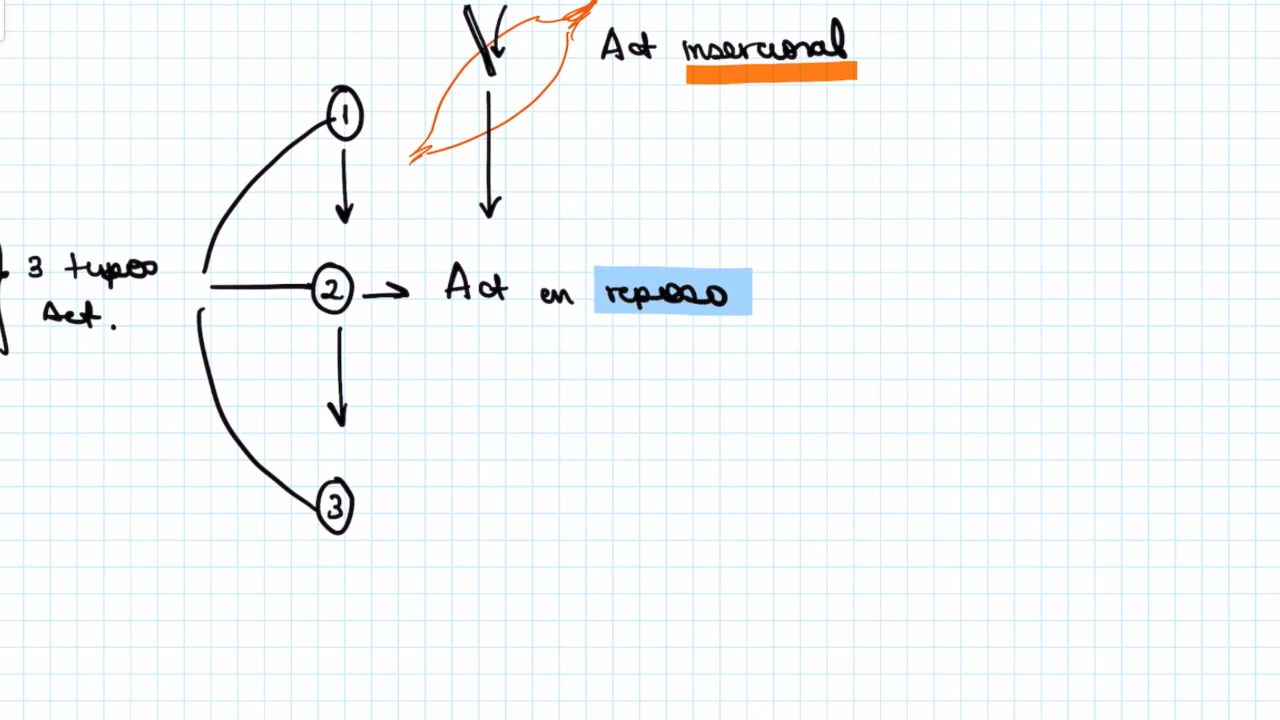 Act insercional
1
3 tipos
Act.
2 → Act en reposo
3